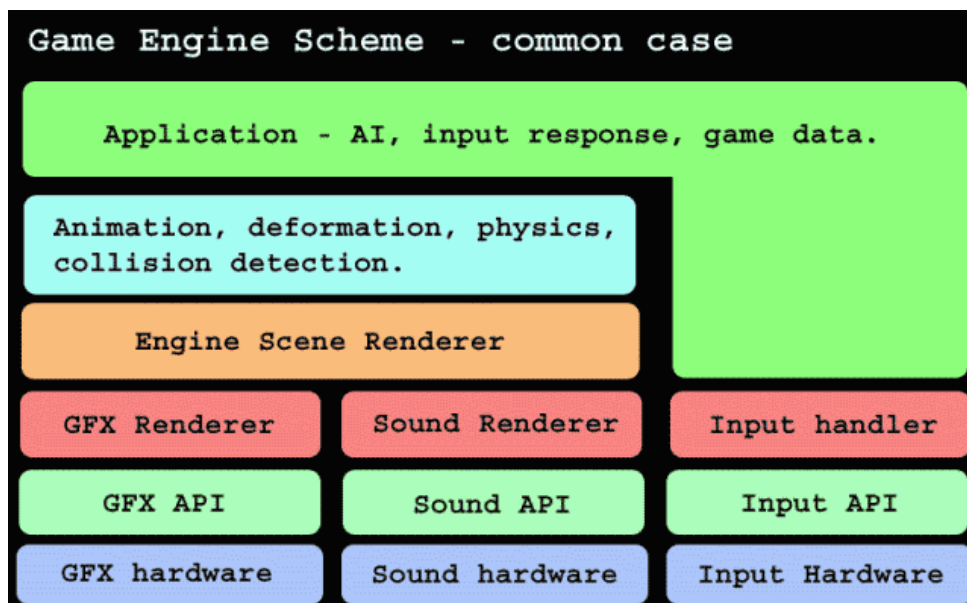 Game Engine Scheme - common case
Application - AI, input response, game data.
Animation, deformation, physics,
collision detection.
Engine Scene Renderer
GFX Renderer
Sound Renderer
Input handler
GFX API
Sound API
Input API
GFX hardware
Sound hardware
Input Hardware